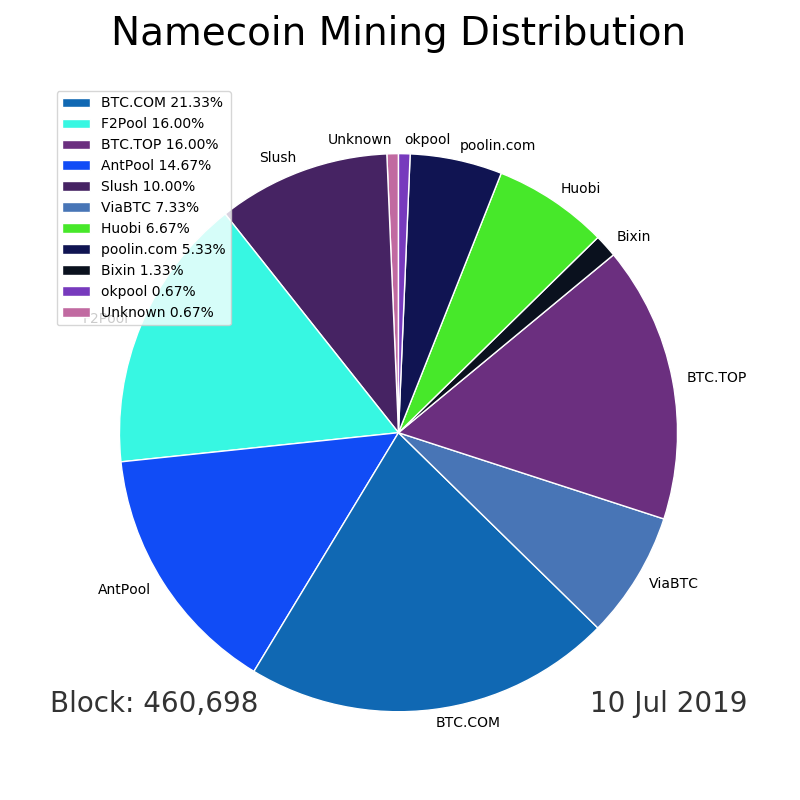 Namecoin Mining Distribution
BTC.COM 21.33%
F2Pool 16.00%
BTC.TOP 16.00%
AntPool 14.67%
Slush 10.00%
ViaBTC 7.33%
Huobi 6.67%
poolin.com 5.33%
Bixin 1.33%
okpool 0.67%
Unknown 0.67%
Unknown
okpool
poolin.com
Slush
Huobi
Bixin
F2Pool
BTC.TOP
AntPool
ViaBTC
BTC.COM
Block: 460,698
10 Jul 2019